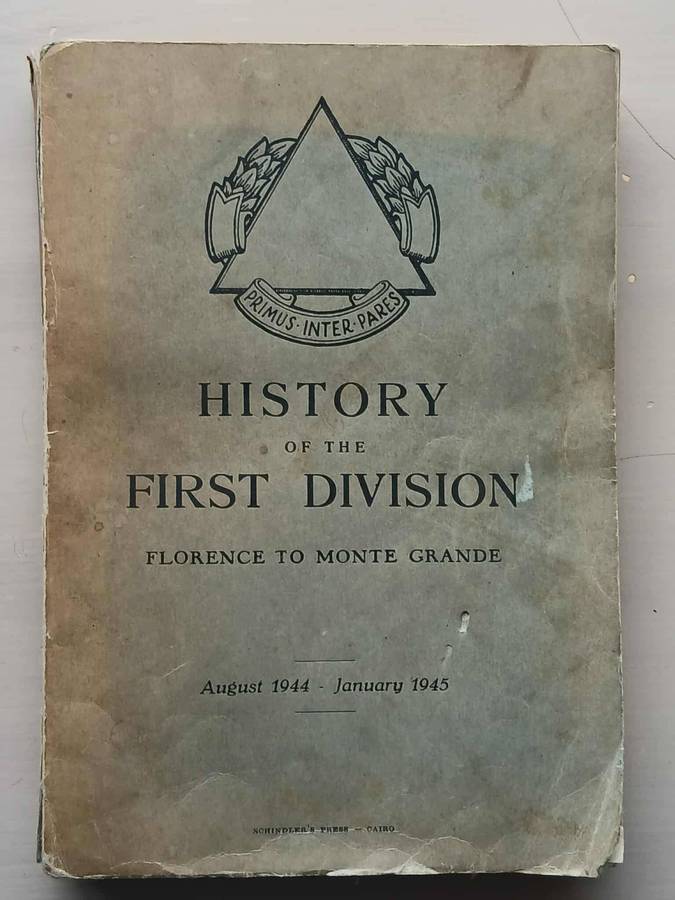 PRIMUS · INTER · PARES
HISTORY
OF THE
FIRST DIVISION
FLORENCE TO MONTE GRANDE
August 1944 - January 1945
SCHINDLER'S PRESS — CAIRO